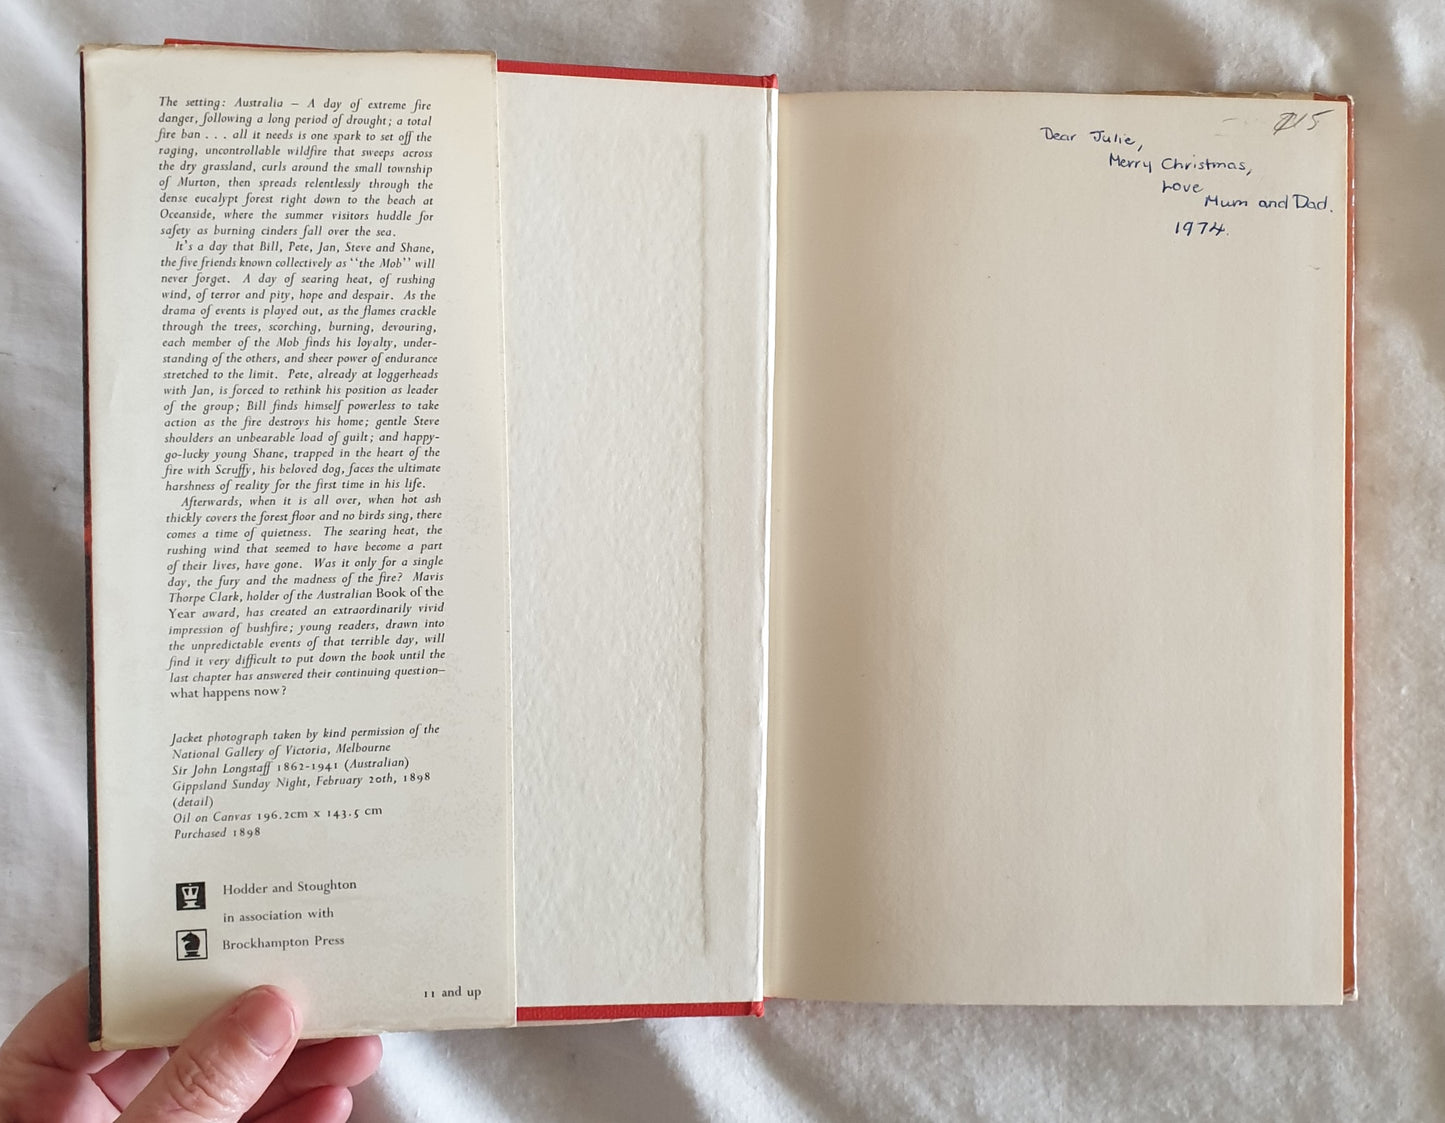 The setting: Australia – A day of extreme fire
danger, following a long period of drought; a total
fire ban . . . all it needs is one spark to set off the
raging, uncontrollable wildfire that sweeps across
the dry grassland, curls around the small township
of Murton, then spreads relentlessly through the
dense eucalypt forest right down to the beach at
Oceanside, where the summer visitors huddle for
safety as burning cinders fall over the sea.
It's a day that Bill, Pete, Jan, Steve and Shane,
the five friends known collectively as "the Mob" will
never forget. A day of searing heat, of rushing
wind, of terror and pity, hope and despair. As the
drama of events is played out, as the flames crackle
through the trees, scorching, burning, devouring,
each member of the Mob finds his loyalty, under-
standing of the others, and sheer power of endurance
stretched to the limit. Pete, already at loggerheads
with Jan, is forced to rethink his position as leader
of the group; Bill finds himself powerless to take
action as the fire destroys his home; gentle Steve
shoulders an unbearable load of guilt; and happy-
go-lucky young Shane, trapped in the heart of the
fire with Scruffy, his beloved dog, faces the ultimate
harshness of reality for the first time in his life.
Afterwards, when it is all over, when hot ash
thickly covers the forest floor and no birds sing, there
comes a time of quietness. The searing heat, the
rushing wind that seemed to have become a part
of their lives, have gone. Was it only for a single
day, the fury and the madness of the fire? Mavis
Thorpe Clark, holder of the Australian Book of the
Year award, has created an extraordinarily vivid
impression of bushfire; young readers, drawn into
the unpredictable events of that terrible day, will
find it very difficult to put down the book until the
last chapter has answered their continuing question—
what happens now?
Jacket photograph taken by kind permission of the
National Gallery of Victoria, Melbourne
Sir John Longstaff 1862-1941 (Australian)
Gippsland Sunday Night, February 20th, 1898
(detail)
Oil on Canvas 196.2cm x 143.5 cm
Purchased 1898
Hodder and Stoughton
in association with
Brockhampton Press
11 and up
Dear Julie,
Merry Christmas,
Love
Mum and Dad.
1974.